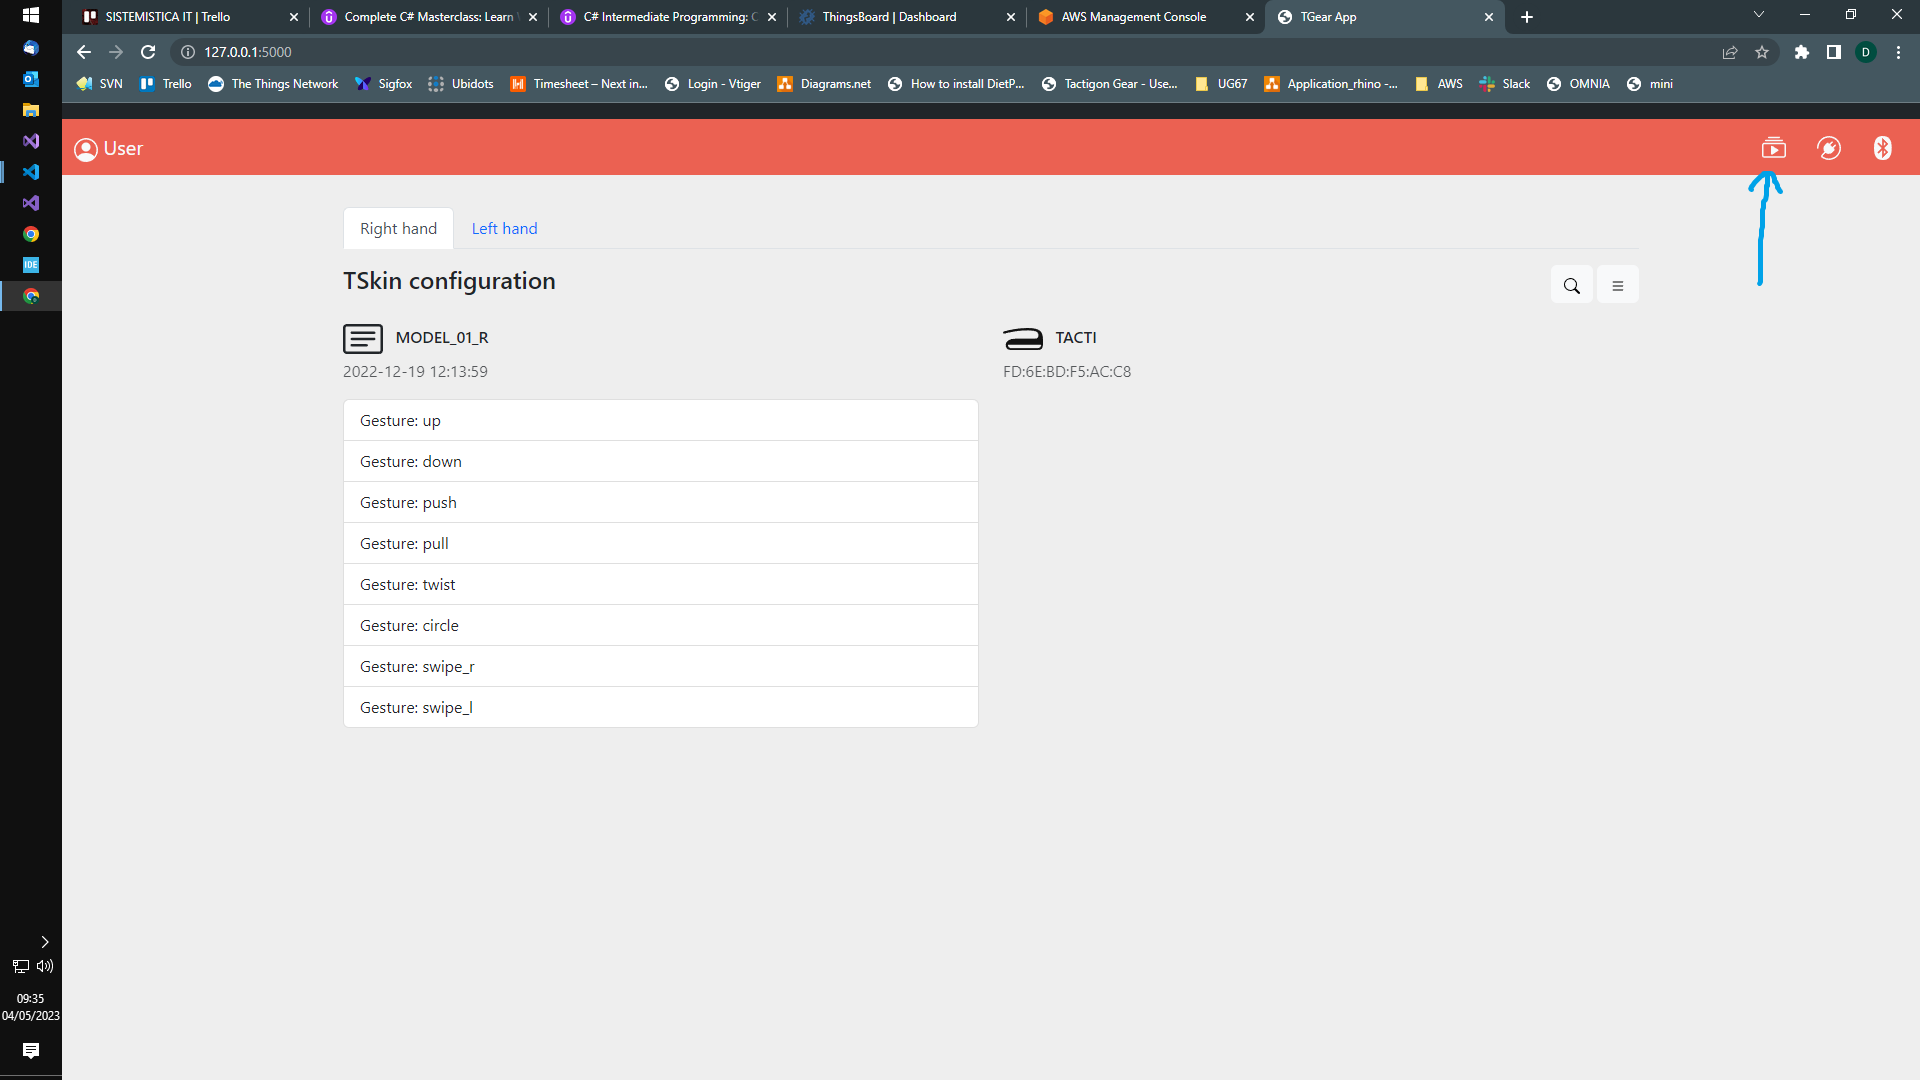 SISTEMISTICA IT | Trello
Complete C# Masterclass: Learn
C# Intermediate Programming: C
ThingsBoard | Dashboard
AWS Management Console
TGear App
127.0.0.1:5000
D
SVN
Trello
The Things Network
Sigfox
Ubidots
Timesheet – Next in...
Login - Vtiger
Diagrams.net
How to install DietP...
Tactigon Gear - Use...
UG67
Application_rhino -...
AWS
Slack
OMNIA
mini
User
Right hand
Left hand
TSkin configuration
MODEL_01_R
TACTI
2022-12-19 12:13:59
FD:6E:BD:F5:AC:C8
Gesture: up
Gesture: down
Gesture: push
Gesture: pull
Gesture: twist
Gesture: circle
Gesture: swipe_r
Gesture: swipe_l
IDE
09:35
04/05/2023